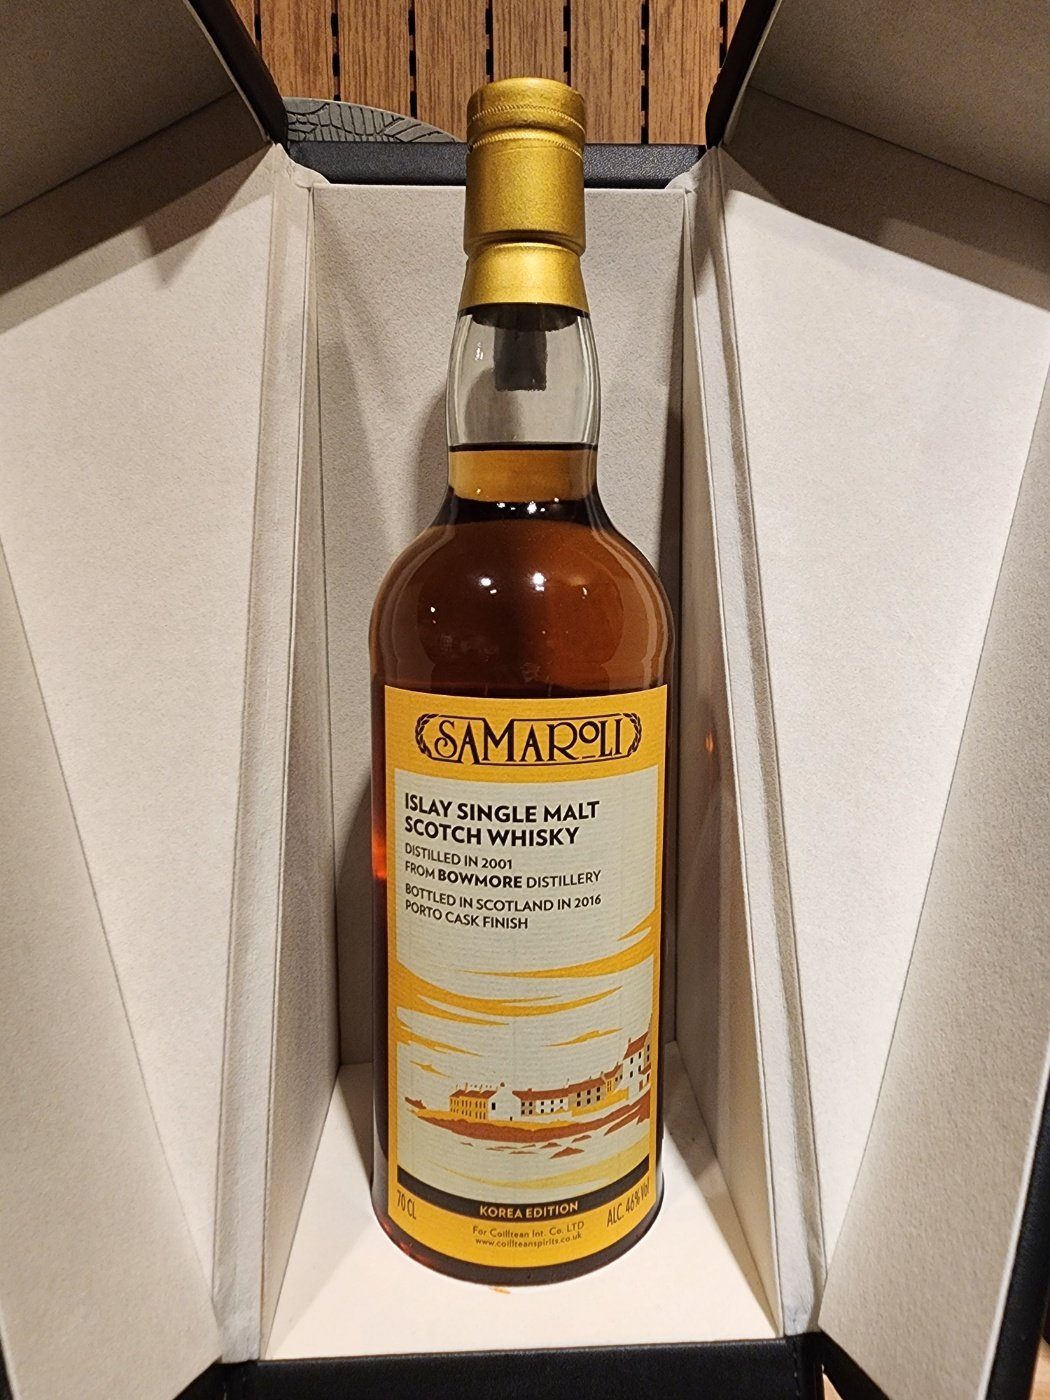 SAMAROLI
ISLAY SINGLE MALT
SCOTCH WHISKY
DISTILLED IN 2001
FROM BOWMORE DISTILLERY
BOTTLED IN SCOTLAND IN 2016
PORTO CASK FINISH
KOREA EDITION
70 CL
For Coilltean Int. Co. LTD
www.coillteanspirits.co.uk
ALC. 46% Vol